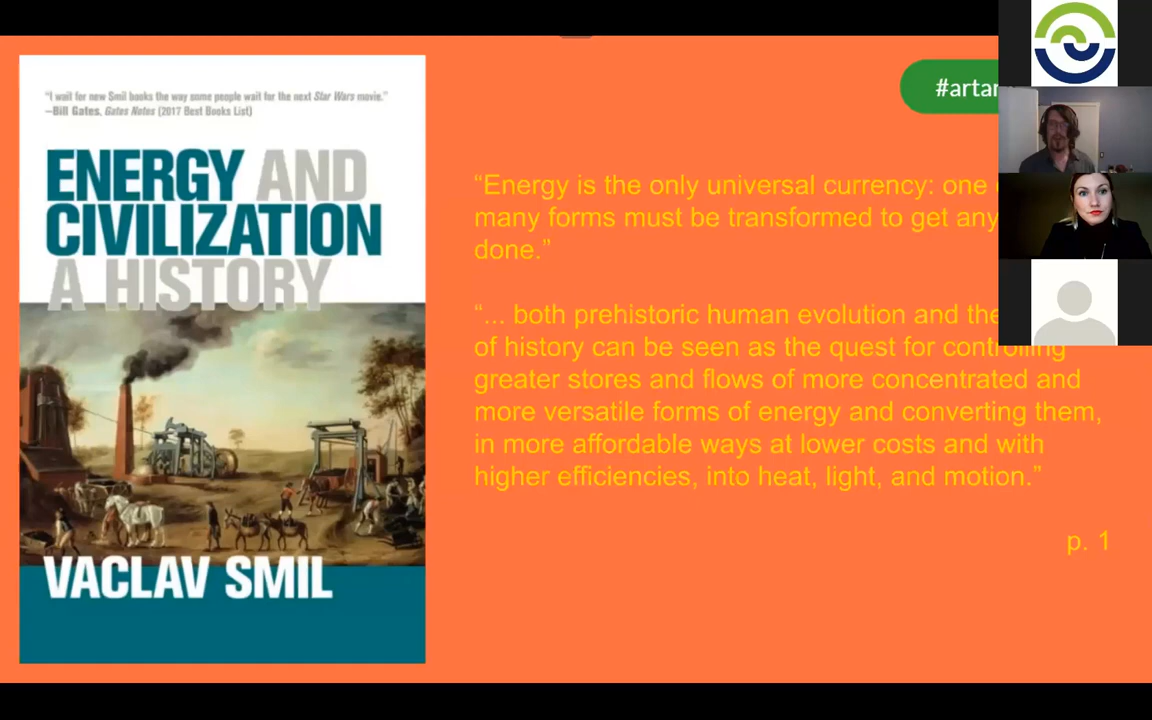 “I wait for new Smil books the way some people wait for the next Star Wars movie.”
—Bill Gates, Gates Notes (2017 Best Books List)
ENERGY AND
CIVILIZATION
A HISTORY
VACLAV SMIL
#artan
“Energy is the only universal currency: one
many forms must be transformed to get any
done.”
“... both prehistoric human evolution and the
of history can be seen as the quest for controlling
greater stores and flows of more concentrated and
more versatile forms of energy and converting them,
in more affordable ways at lower costs and with
higher efficiencies, into heat, light, and motion.”
p. 1